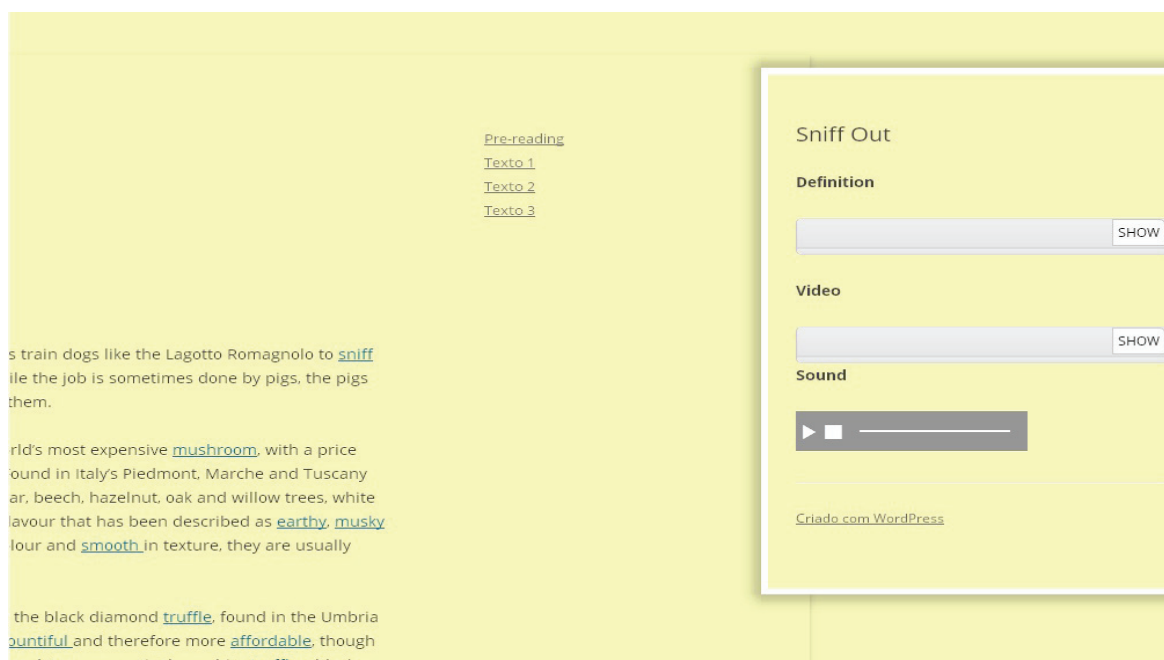 Pre-reading
Texto 1
Texto 2
Texto 3
s train dogs like the Lagotto Romagnolo to sniff
ile the job is sometimes done by pigs, the pigs
them.
rld's most expensive mushroom, with a price
ound in Italy's Piedmont, Marche and Tuscany
ar, beech, hazelnut, oak and willow trees, white
lavour that has been described as earthy, musky
lour and smooth in texture, they are usually
the black diamond truffle, found in the Umbria
ountiful and therefore more affordable, though
Sniff Out
Definition
SHOW
Video
SHOW
Sound
Criado com WordPress